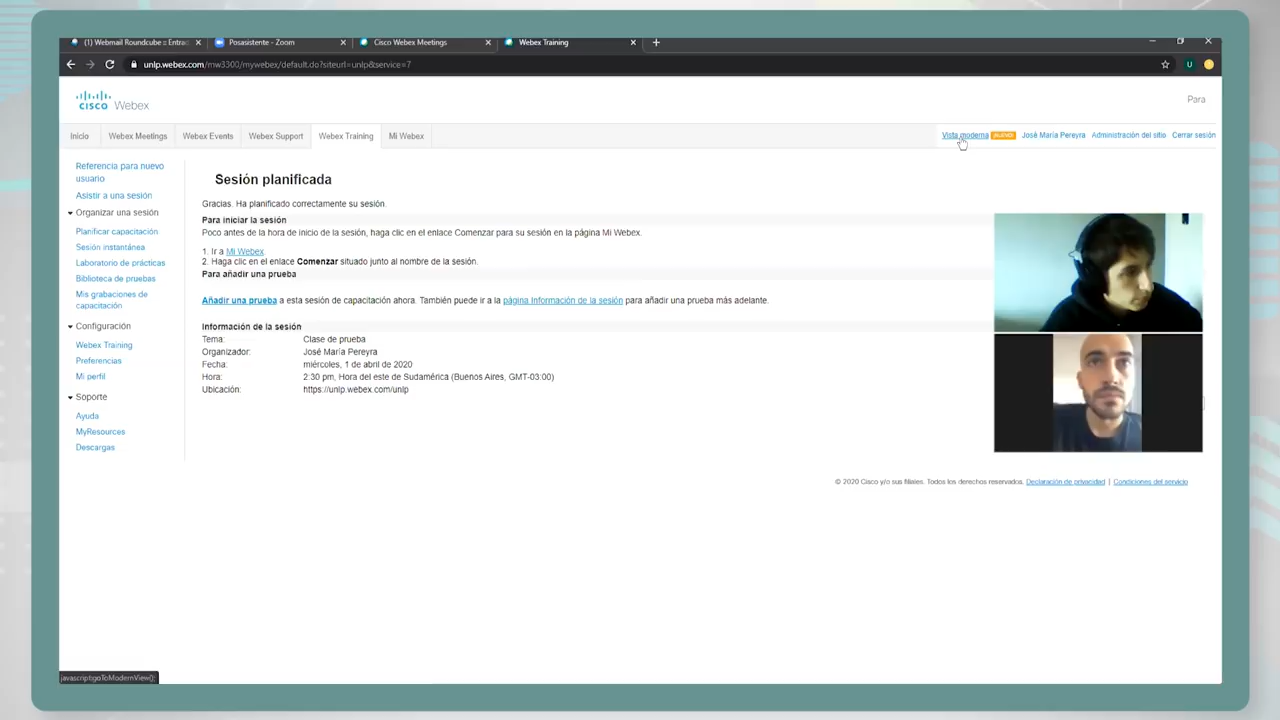 (1) Webmail Roundcube :: Entra
Posasistente - Zoom
Cisco Webex Meetings
Webex Training
unlp.webex.com/mw3300/mywebex/default.do?siteurl=unlp&service=7
U
CISCO Webex
Para
Inicio
Webex Meetings
Webex Events
Webex Support
Webex Training
Mi Webex
Vista moderna
José María Pereyra
Administración del sitio
Cerrar sesión
Referencia para nuevo
usuario
Asistir a una sesión
Organizar una sesión
Planificar capacitación
Sesión instantánea
Laboratorio de prácticas
Biblioteca de pruebas
Mis grabaciones de
capacitación
Configuración
Webex Training
Preferencias
Mi perfil
Soporte
Ayuda
MyResources
Descargas
Sesión planificada
Gracias. Ha planificado correctamente su sesión.
Para iniciar la sesión
Poco antes de la hora de inicio de la sesión, haga clic en el enlace Comenzar para su sesión en la página Mi Webex.
1. Ir a Mi Webex
2. Haga clic en el enlace Comenzar situado junto al nombre de la sesión.
Para añadir una prueba
Añadir una prueba a esta sesión de capacitación ahora. También puede ir a la página Información de la sesión para añadir una prueba más adelante.
Información de la sesión
Tema: Clase de prueba
Organizador: José María Pereyra
Fecha: miércoles, 1 de abril de 2020
Hora: 2:30 pm, Hora del este de Sudamérica (Buenos Aires, GMT-03:00)
Ubicación: https://unlp.webex.com/unlp
© 2020 Cisco y/o sus filiales. Todos los derechos reservados. Declaración de privacidad | Condiciones del servicio
javascript:goToModernView();